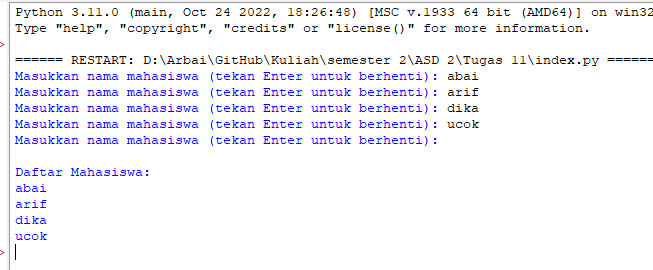 Python 3.11.0 (main, Oct 24 2022, 18:26:48) [MSC v.1933 64 bit (AMD64)] on win32
Type "help", "copyright", "credits" or "license()" for more information.
====== RESTART: D:\Arbai\GitHub\Kuliah\semester 2\ASD 2\Tugas 11\index.py ======
Masukkan nama mahasiswa (tekan Enter untuk berhenti): abai
Masukkan nama mahasiswa (tekan Enter untuk berhenti): arif
Masukkan nama mahasiswa (tekan Enter untuk berhenti): dika
Masukkan nama mahasiswa (tekan Enter untuk berhenti): ucok
Masukkan nama mahasiswa (tekan Enter untuk berhenti):
Daftar Mahasiswa:
abai
arif
dika
ucok